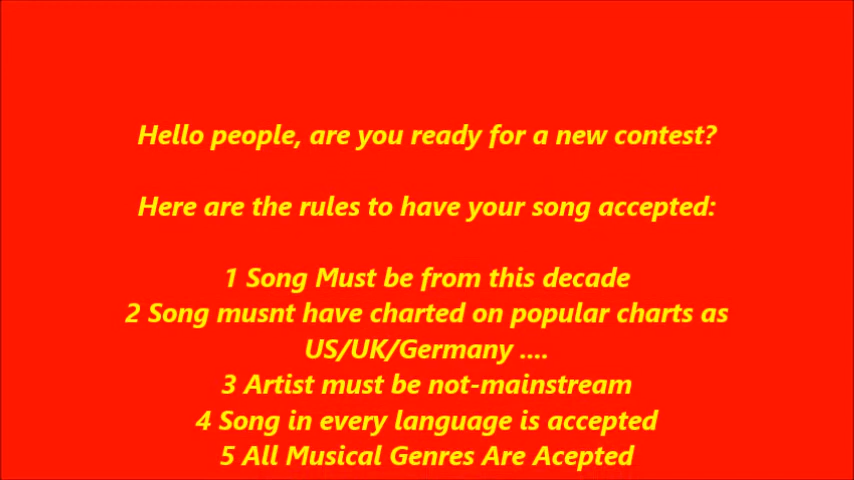 Hello people, are you ready for a new contest?
Here are the rules to have your song accepted:
1 Song Must be from this decade
2 Song musnt have charted on popular charts as
US/UK/Germany ....
3 Artist must be not-mainstream
4 Song in every language is accepted
5 All Musical Genres Are Acepted